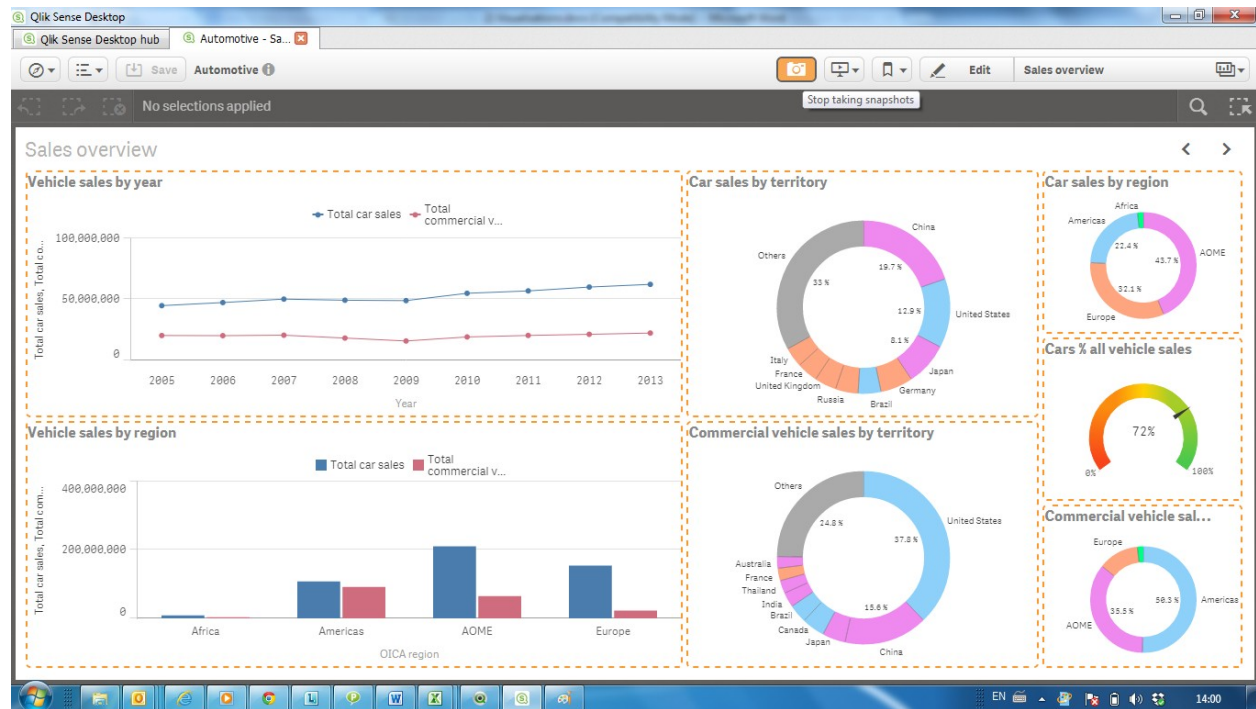 Qlik Sense Desktop
Qlik Sense Desktop hub
Automotive - Sa...
Save
Automotive
Edit
Sales overview
No selections applied
Stop taking snapshots
Sales overview
Vehicle sales by year
Total car sales
Total
commercial v...
Total car sales, Total co...
100,000,000
50,000,000
0
2005 2006 2007 2008 2009 2010 2011 2012 2013
Year
Car sales by territory
China
Others
19.7 %
33 %
12.9 %
United States
8.1 %
Italy
Japan
France
United Kingdom
Germany
Russia
Brazil
Car sales by region
Africa
Americas
22.4 %
43.7 %
AOME
32.1 %
Europe
Cars % all vehicle sales
72%
0%
100%
Vehicle sales by region
Total car sales
Total
commercial v...
Total car sales, Total com...
400,000,000
200,000,000
0
Africa Americas AOME Europe
OICA region
Commercial vehicle sales by territory
Others
24.8 %
United States
37.8 %
Australia
France
Thailand
India
Brazil
15.6 %
Canada
Japan
China
Commercial vehicle sal...
Europe
50.3 %
Americas
35.5 %
AOME
EN
14:00